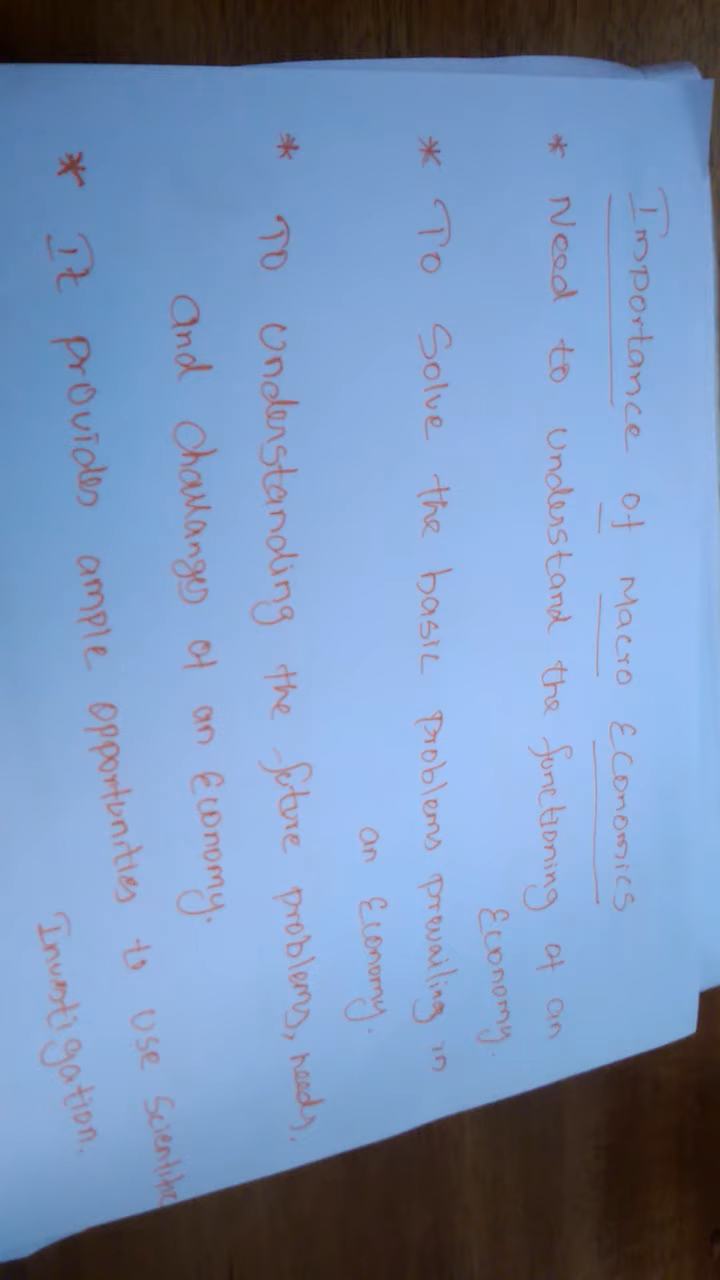 Importance of Macro Economics
* Need to understand the functioning of an
Economy.
* To Solve the basic problems prevailing in
an Economy.
* To understanding the future problems, needs,
and challanges of an Economy.
* It provides ample opportunities to use Scientific
Investigation.